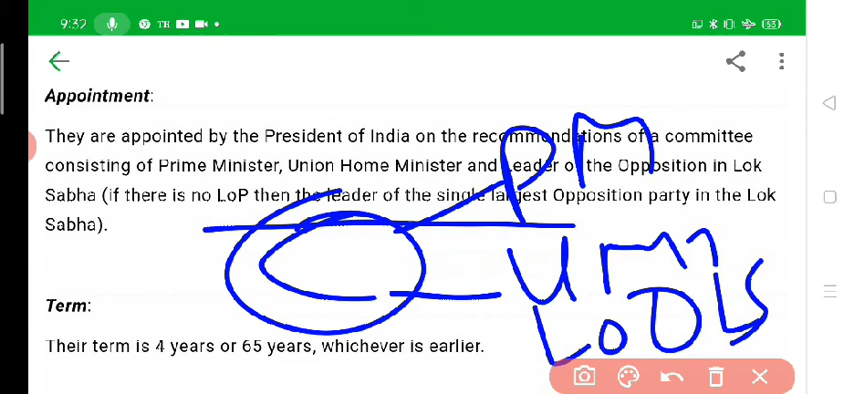 9:32 TH 53
Appointment:
They are appointed by the President of India on the recommendations of a committee
consisting of Prime Minister, Union Home Minister and Leader of the Opposition in Lok
Sabha (if there is no LoP then the leader of the single largest Opposition party in the Lok
Sabha).
PM
Term:
Their term is 4 years or 65 years, whichever is earlier.